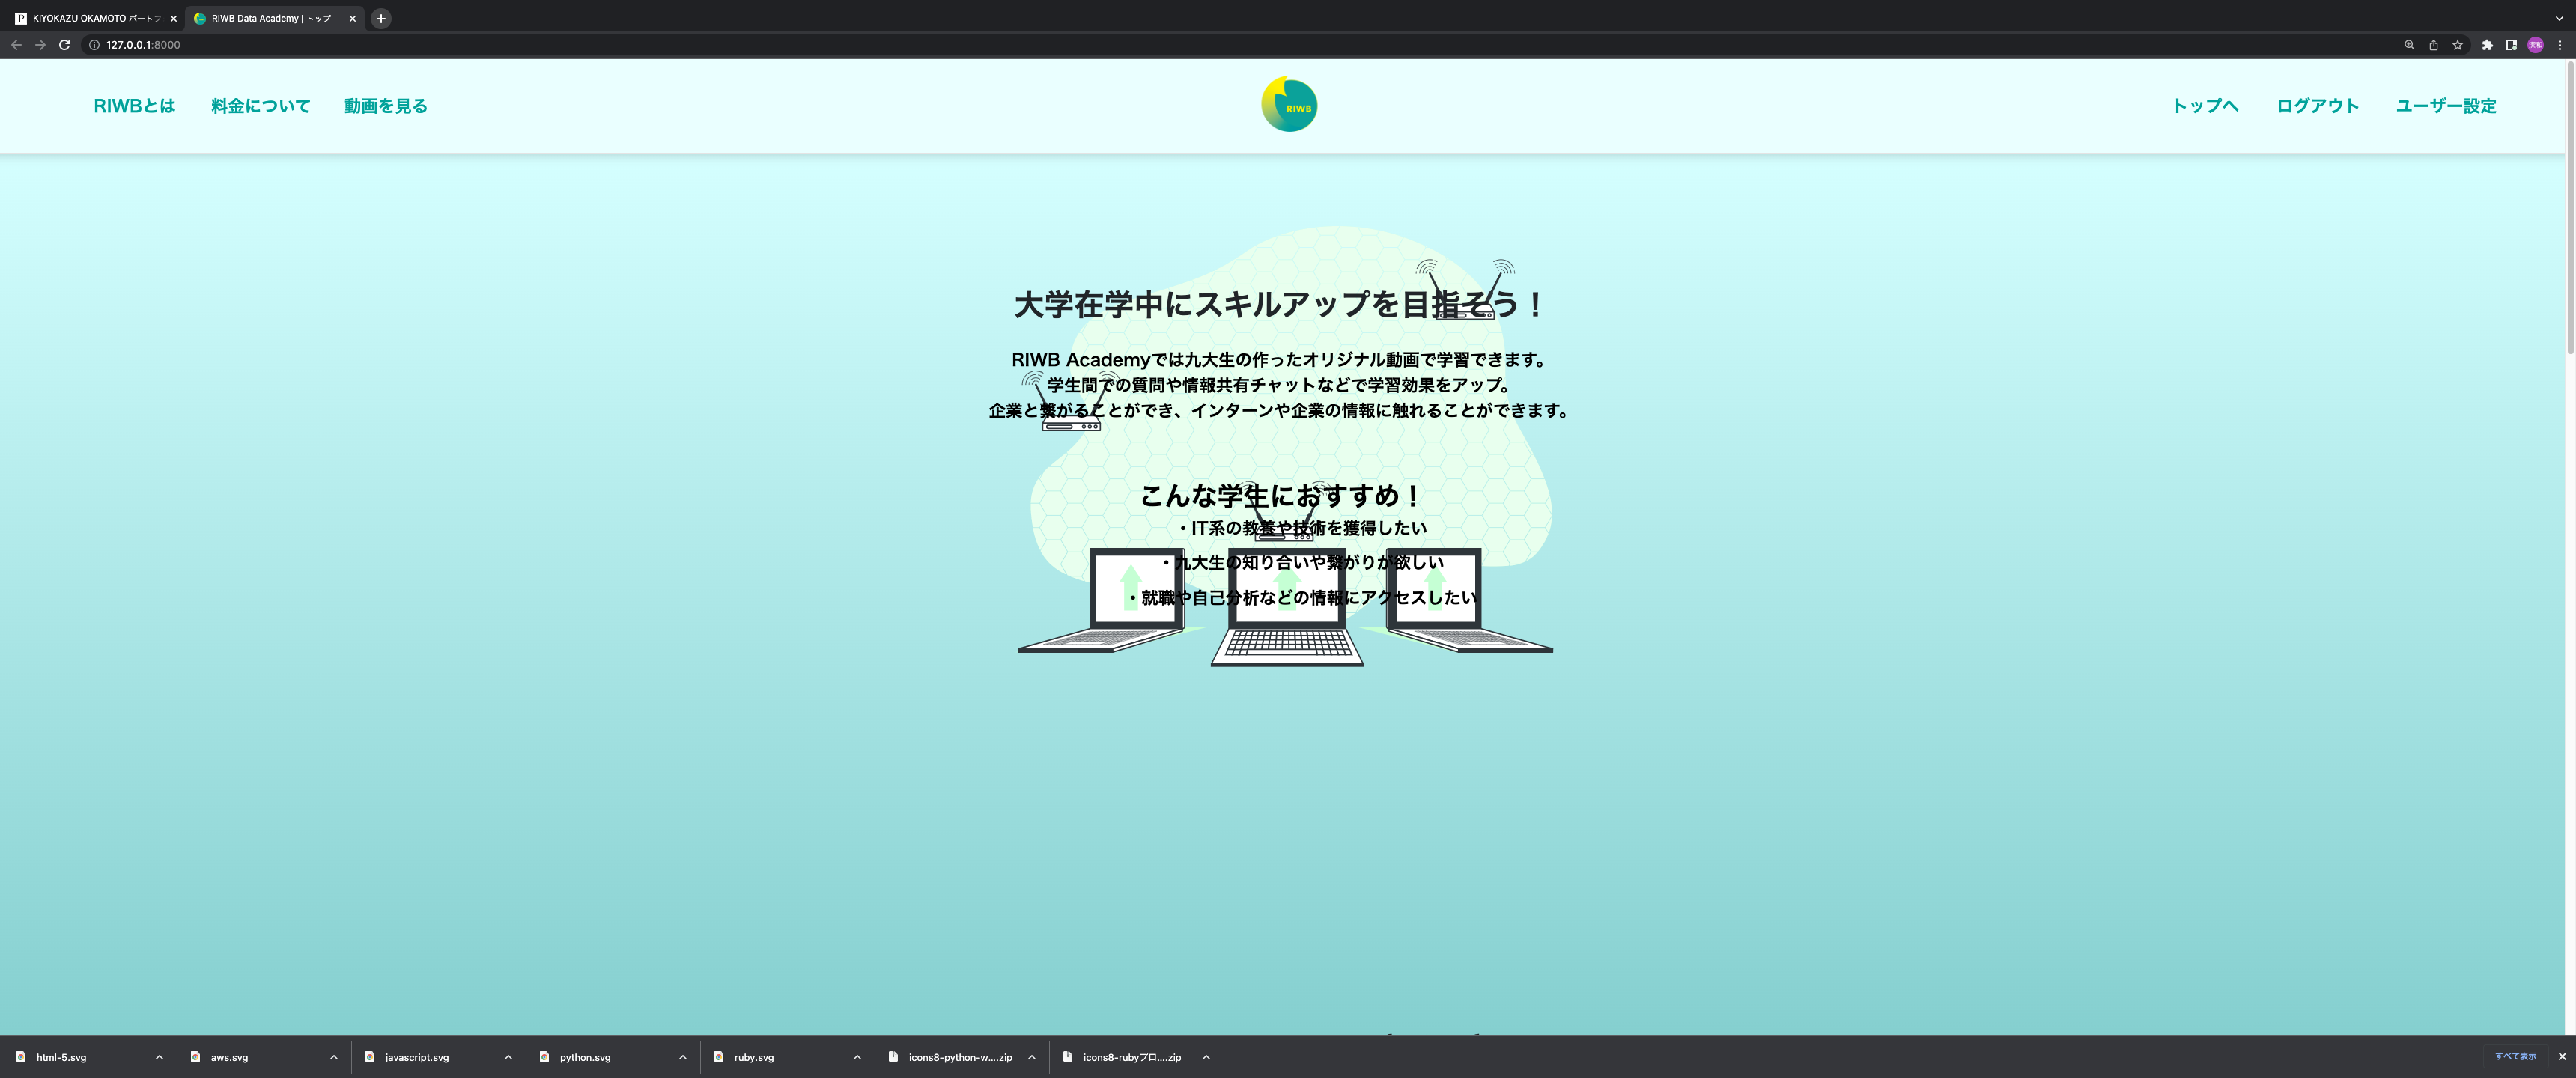 KIYOKAZU OKAMOTO ポートフ
RIWB Data Academy | トップ
127.0.0.1:8000
潔和
RIWBとは 料金について 動画を見る
RIWB
トップへ ログアウト ユーザー設定
大学在学中にスキルアップを目指そう！
RIWB Academyでは九大生の作ったオリジナル動画で学習できます。
学生間での質問や情報共有チャットなどで学習効果をアップ。
企業と繋がることができ、インターンや企業の情報に触れることができます。
こんな学生におすすめ！
・IT系の教養や技術を獲得したい
・九大生の知り合いや繋がりが欲しい
・就職や自己分析などの情報にアクセスしたい
html-5.svg
aws.svg
javascript.svg
python.svg
ruby.svg
icons8-python-w....zip
icons8-rubyプロ....zip
すべて表示